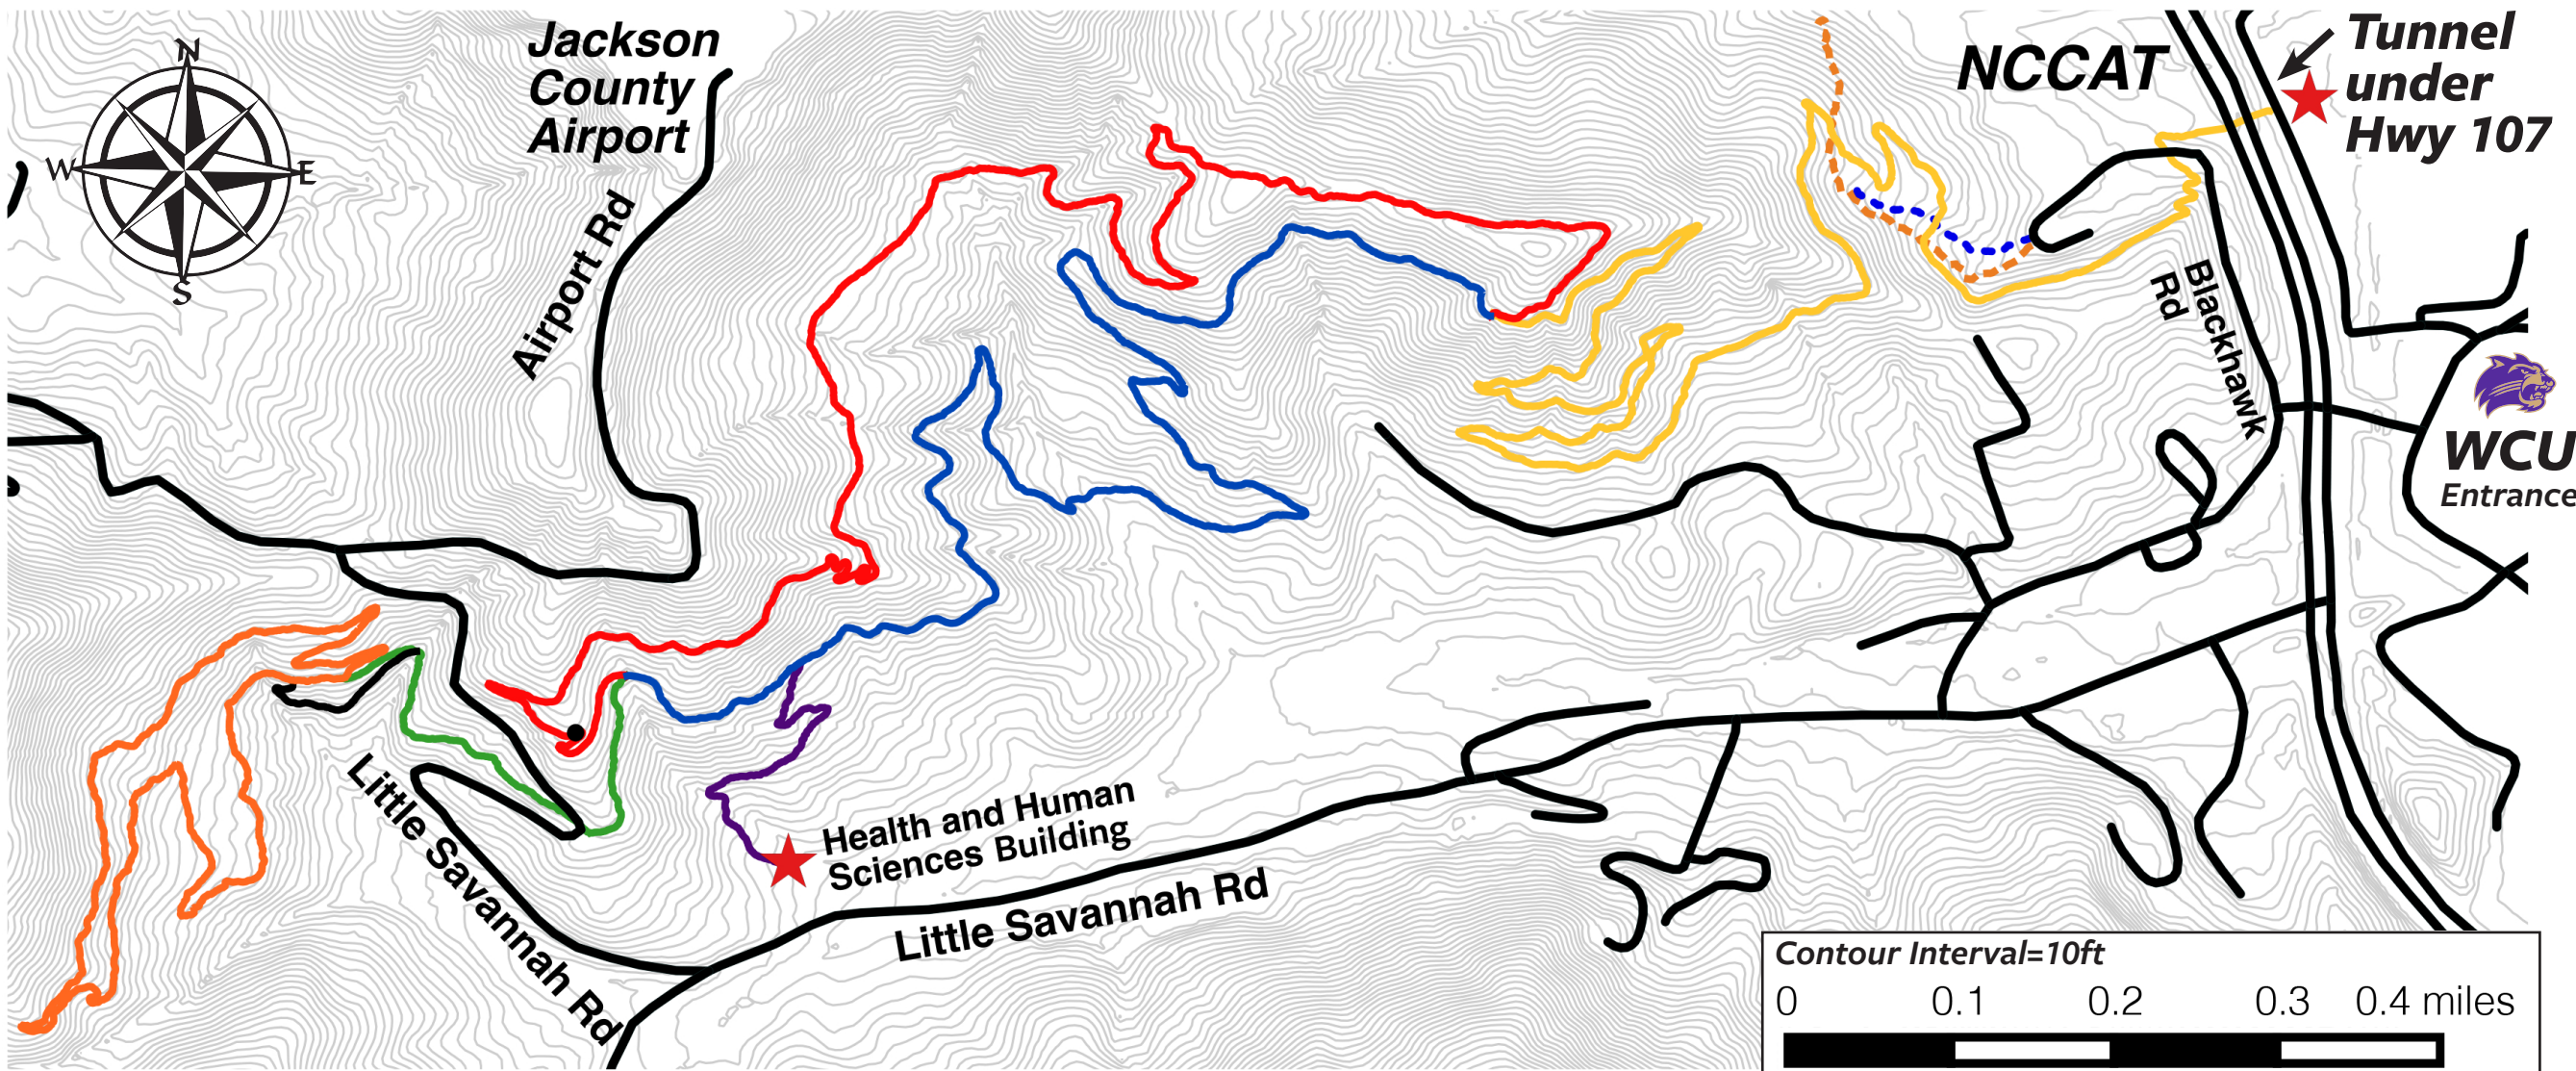 N
W
E
S
Jackson
County
Airport
Airport Rd
NCCAT
Tunnel
under
Hwy 107
Blackhawk
Rd
WCU
Entrance
Health and Human
Sciences Building
Little Savannah Rd
Little Savannah Rd
Contour Interval=10ft
0 0.1 0.2 0.3 0.4 miles